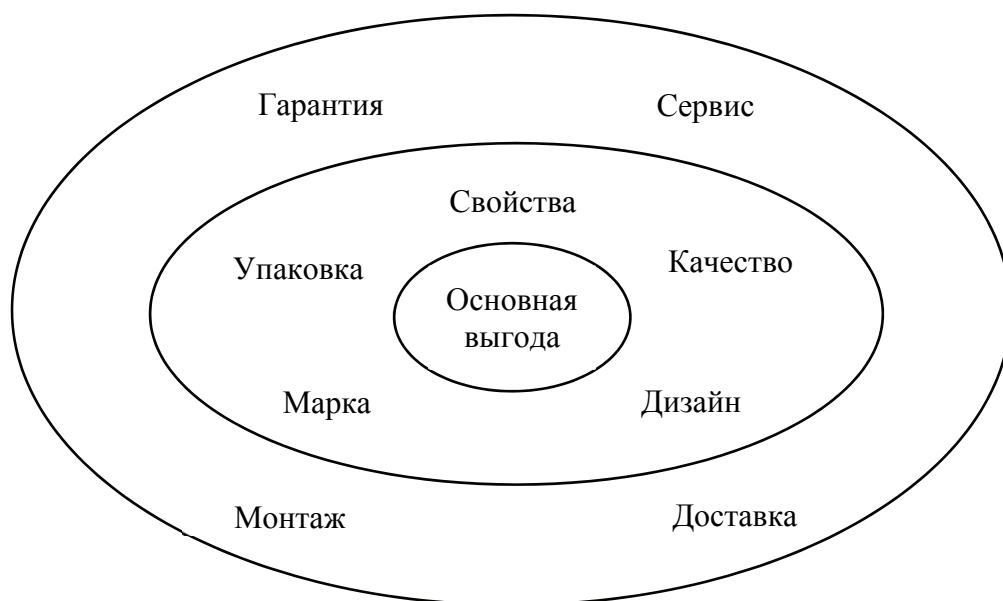 Гарантия
Сервис
Свойства
Упаковка
Качество
Основная
выгода
Марка
Дизайн
Монтаж
Доставка